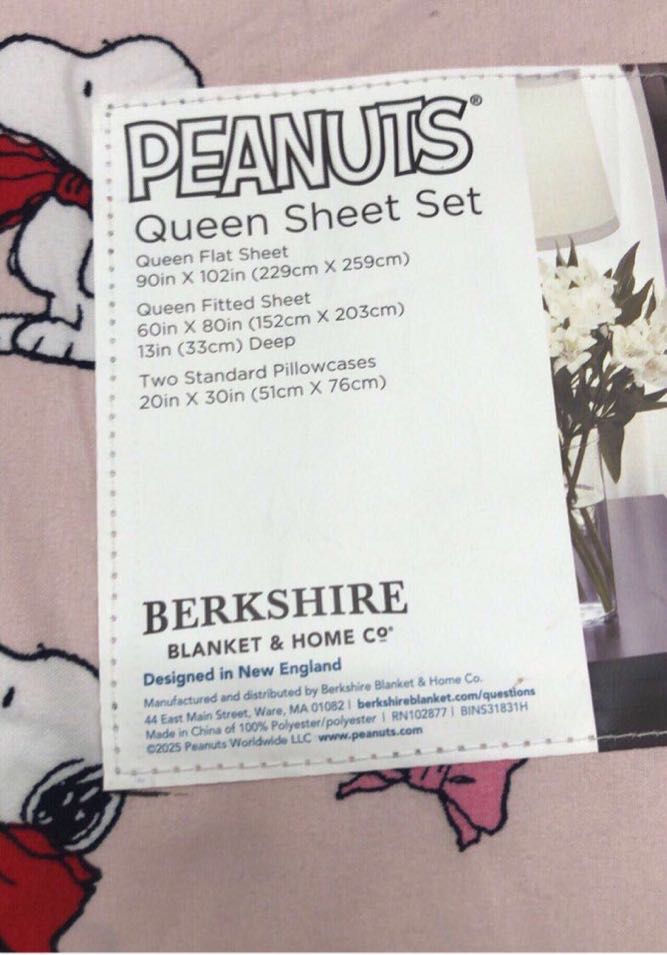 PEANUTS®
Queen Sheet Set
Queen Flat Sheet
90in X 102in (229cm X 259cm)
Queen Fitted Sheet
60in X 80in (152cm X 203cm)
13in (33cm) Deep
Two Standard Pillowcases
20in X 30in (51cm X 76cm)
BERKSHIRE
BLANKET & HOME Cº®
Designed in New England
Manufactured and distributed by Berkshire Blanket & Home Co.
44 East Main Street, Ware, MA 01082 | berkshireblanket.com/questions
Made in China of 100% Polyester/polyester | RN102877 | BINS31831H
©2025 Peanuts Worldwide LLC www.peanuts.com